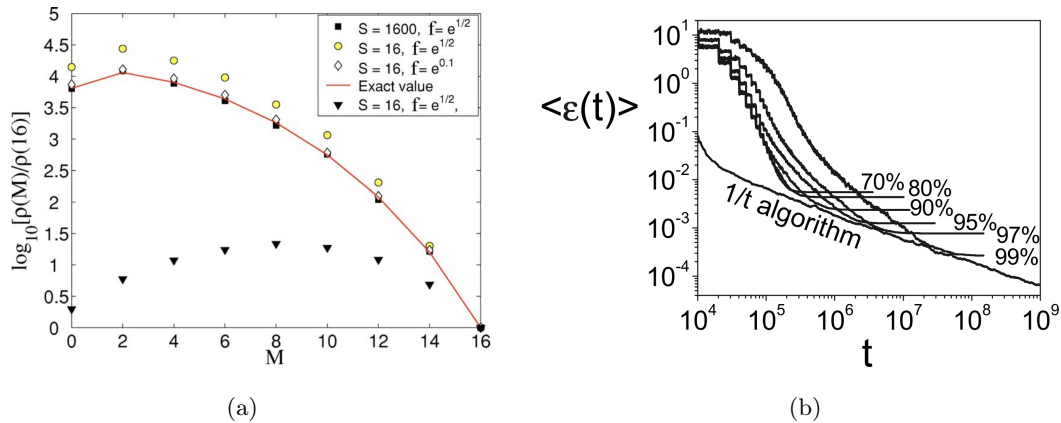 5
4.5
4
3.5
3
2.5
2
1.5
1
0.5
0
log10[ρ(M)/ρ(16)]
S = 1600, f= e^1/2
S = 16, f= e^1/2
S = 16, f= e^0.1
Exact value
S = 16, f= e^1/2,
0 2 4 6 8 10 12 14 16
M
(a)
<ε(t)>
10^1
10^0
10^-1
10^-2
10^-3
10^-4
70%
80%
90%
95%
97%
99%
1/t algorithm
10^4 10^5 10^6 10^7 10^8 10^9
t
(b)